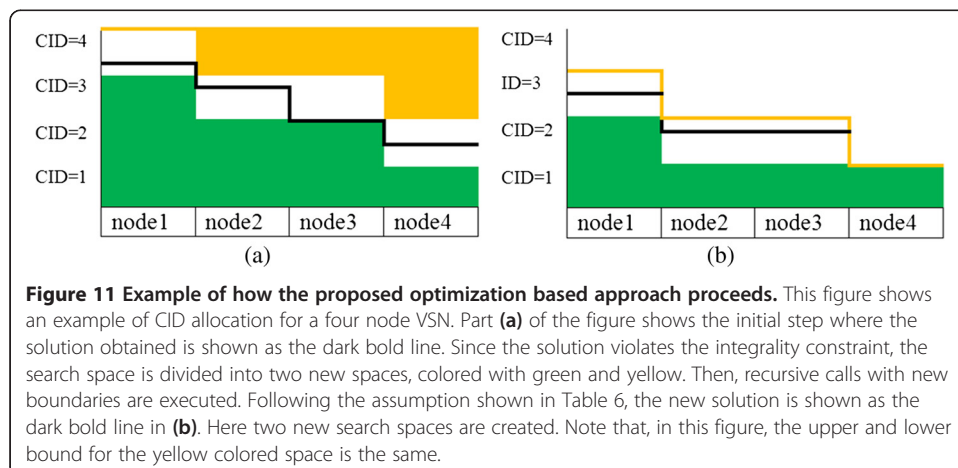 CID=4
CID=3
CID=2
CID=1
node1 node2 node3 node4
(a)
CID=4
ID=3
CID=2
CID=1
node1 node2 node3 node4
(b)
Figure 11 Example of how the proposed optimization based approach proceeds. This figure shows
an example of CID allocation for a four node VSN. Part (a) of the figure shows the initial step where the
solution obtained is shown as the dark bold line. Since the solution violates the integrality constraint, the
search space is divided into two new spaces, colored with green and yellow. Then, recursive calls with new
boundaries are executed. Following the assumption shown in Table 6, the new solution is shown as the
dark bold line in (b). Here two new search spaces are created. Note that, in this figure, the upper and lower
bound for the yellow colored space is the same.